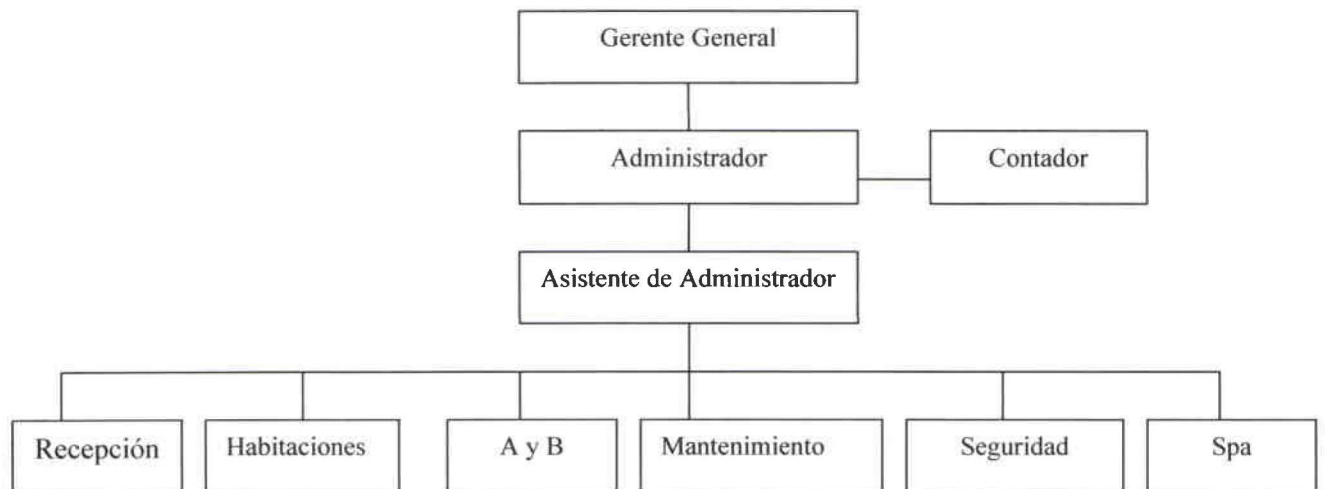 Gerente General
Administrador
Contador
Asistente de Administrador
Recepción
Habitaciones
A y B
Mantenimiento
Seguridad
Spa